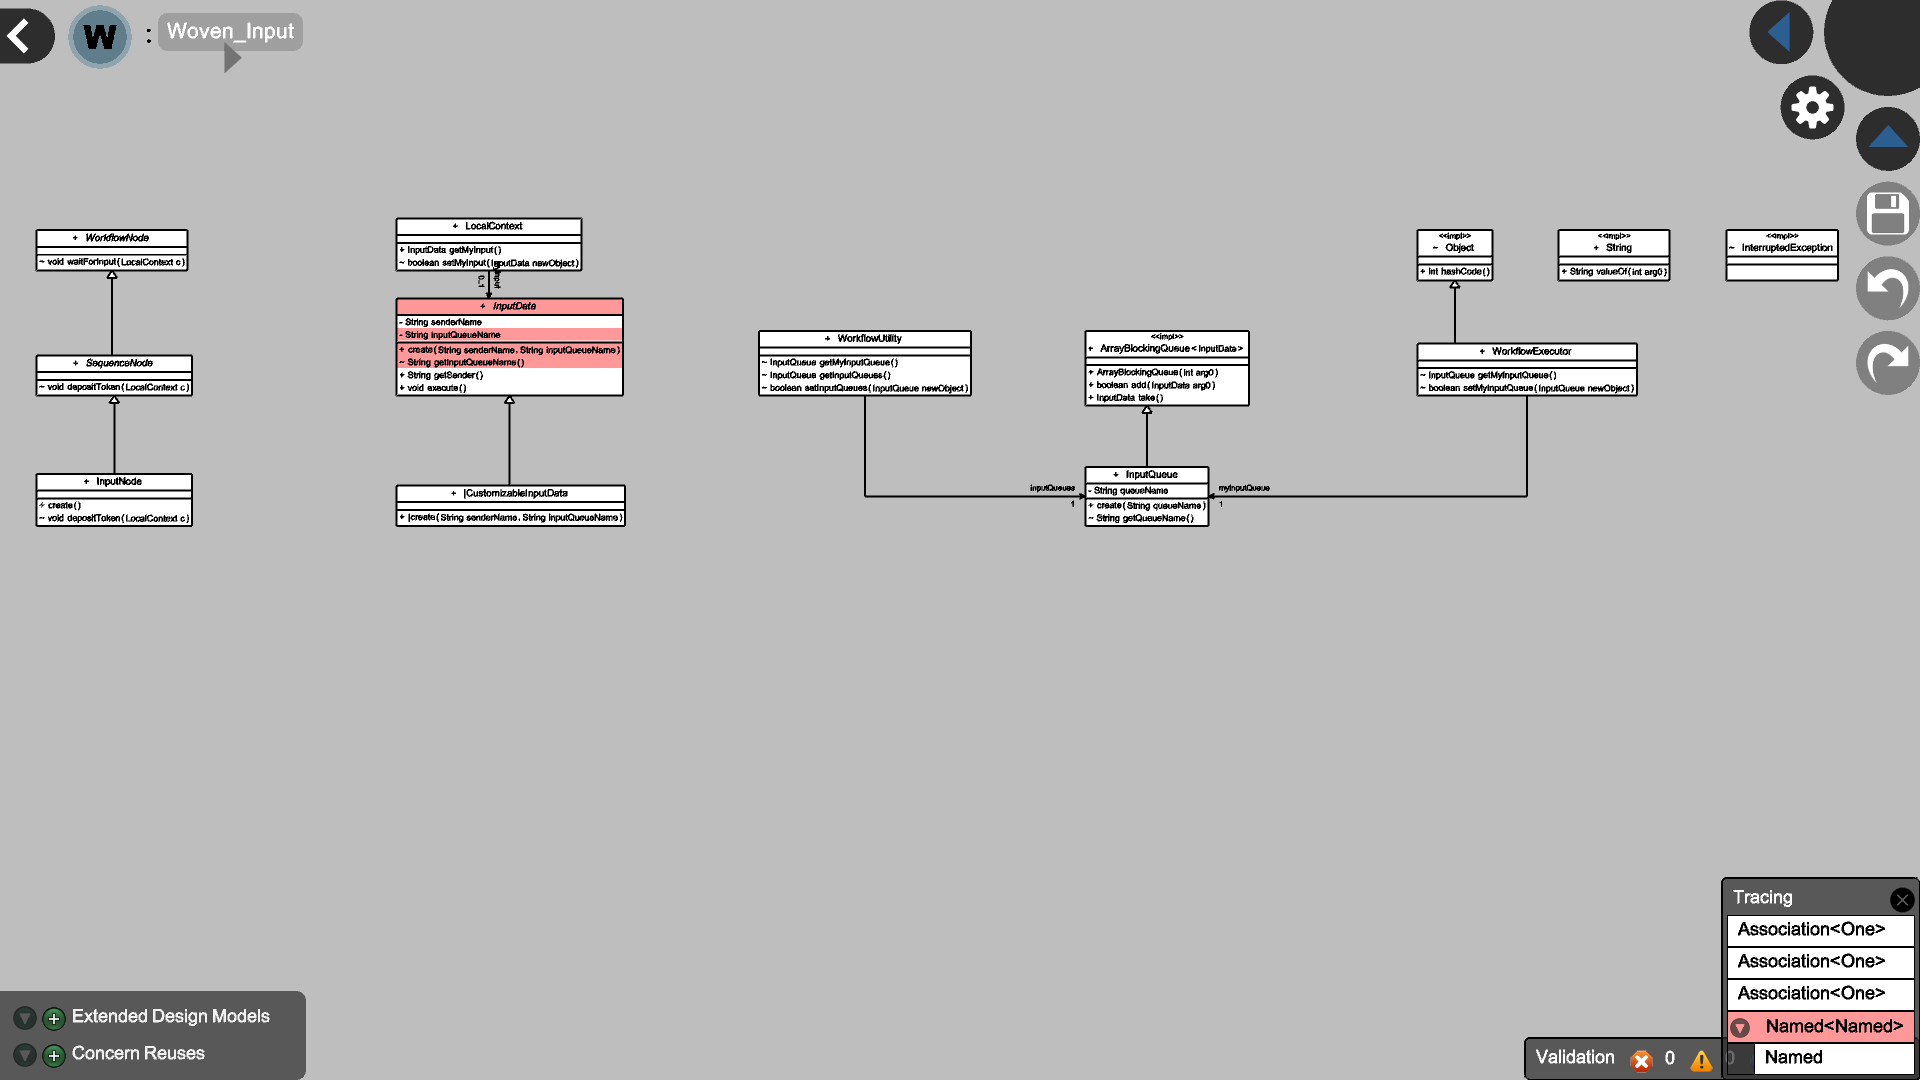 W : Woven_Input
+ WorkflowNode
~ void waitForInput(LocalContext c)
+ SequenceNode
~ void depositToken(LocalContext c)
+ InputNode
+ create()
~ void depositToken(LocalContext c)
+ LocalContext
+ InputData getMyInput()
~ boolean setMyInput(InputData newObject)
0..1
+ InputData
- String senderName
- String inputQueueName
+ create(String senderName, String inputQueueName)
~ String getInputQueueName()
+ String getSender()
+ void execute()
+ |CustomizableInputData
+ |create(String senderName, String inputQueueName)
+ WorkflowUtility
~ InputQueue getMyInputQueue()
~ InputQueue getInputQueues()
~ boolean setInputQueues(InputQueue newObject)
<<impl>>
+ ArrayBlockingQueue<InputData>
+ ArrayBlockingQueue(int arg0)
+ boolean add(InputData arg0)
+ InputData take()
+ InputQueue
- String queueName
+ create(String queueName)
~ String getQueueName()
inputQueues
1
myInputQueue
1
<<impl>>
~ Object
+ int hashCode()
<<impl>>
+ String
+ String valueOf(int arg0)
<<impl>>
~ InterruptedException
+ WorkflowExecutor
~ InputQueue getMyInputQueue()
~ boolean setMyInputQueue(InputQueue newObject)
Extended Design Models
Concern Reuses
Tracing
Association<One>
Association<One>
Association<One>
Named<Named>
Named
Validation 0 0